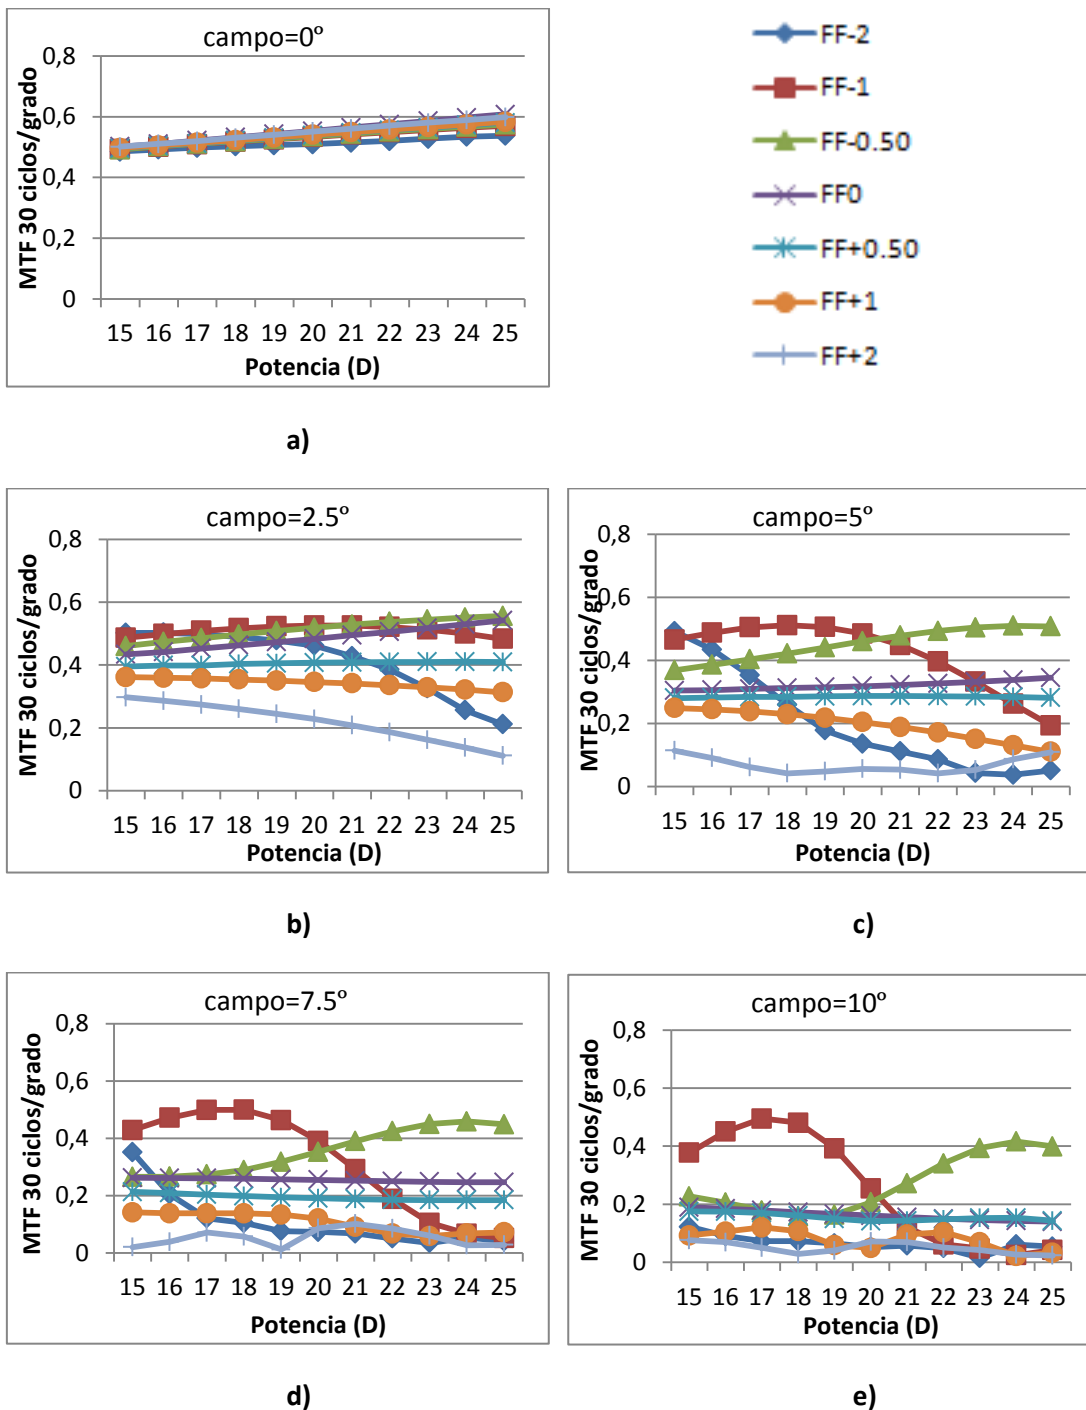 campo=0º
MTF 30 ciclos/grado
0,8
0,6
0,4
0,2
0
15 16 17 18 19 20 21 22 23 24 25
Potencia (D)
a)
FF-2
FF-1
FF-0.50
FF0
FF+0.50
FF+1
FF+2
campo=2.5º
MTF 30 ciclos/grado
0,8
0,6
0,4
0,2
0
15 16 17 18 19 20 21 22 23 24 25
Potencia (D)
b)
campo=5º
MTF 30 ciclos/grado
0,8
0,6
0,4
0,2
0
15 16 17 18 19 20 21 22 23 24 25
Potencia (D)
c)
campo=7.5º
MTF 30 ciclos/grado
0,8
0,6
0,4
0,2
0
15 16 17 18 19 20 21 22 23 24 25
Potencia (D)
d)
campo=10º
MTF 30 ciclos/grado
0,8
0,6
0,4
0,2
0
15 16 17 18 19 20 21 22 23 24 25
Potencia (D)
e)